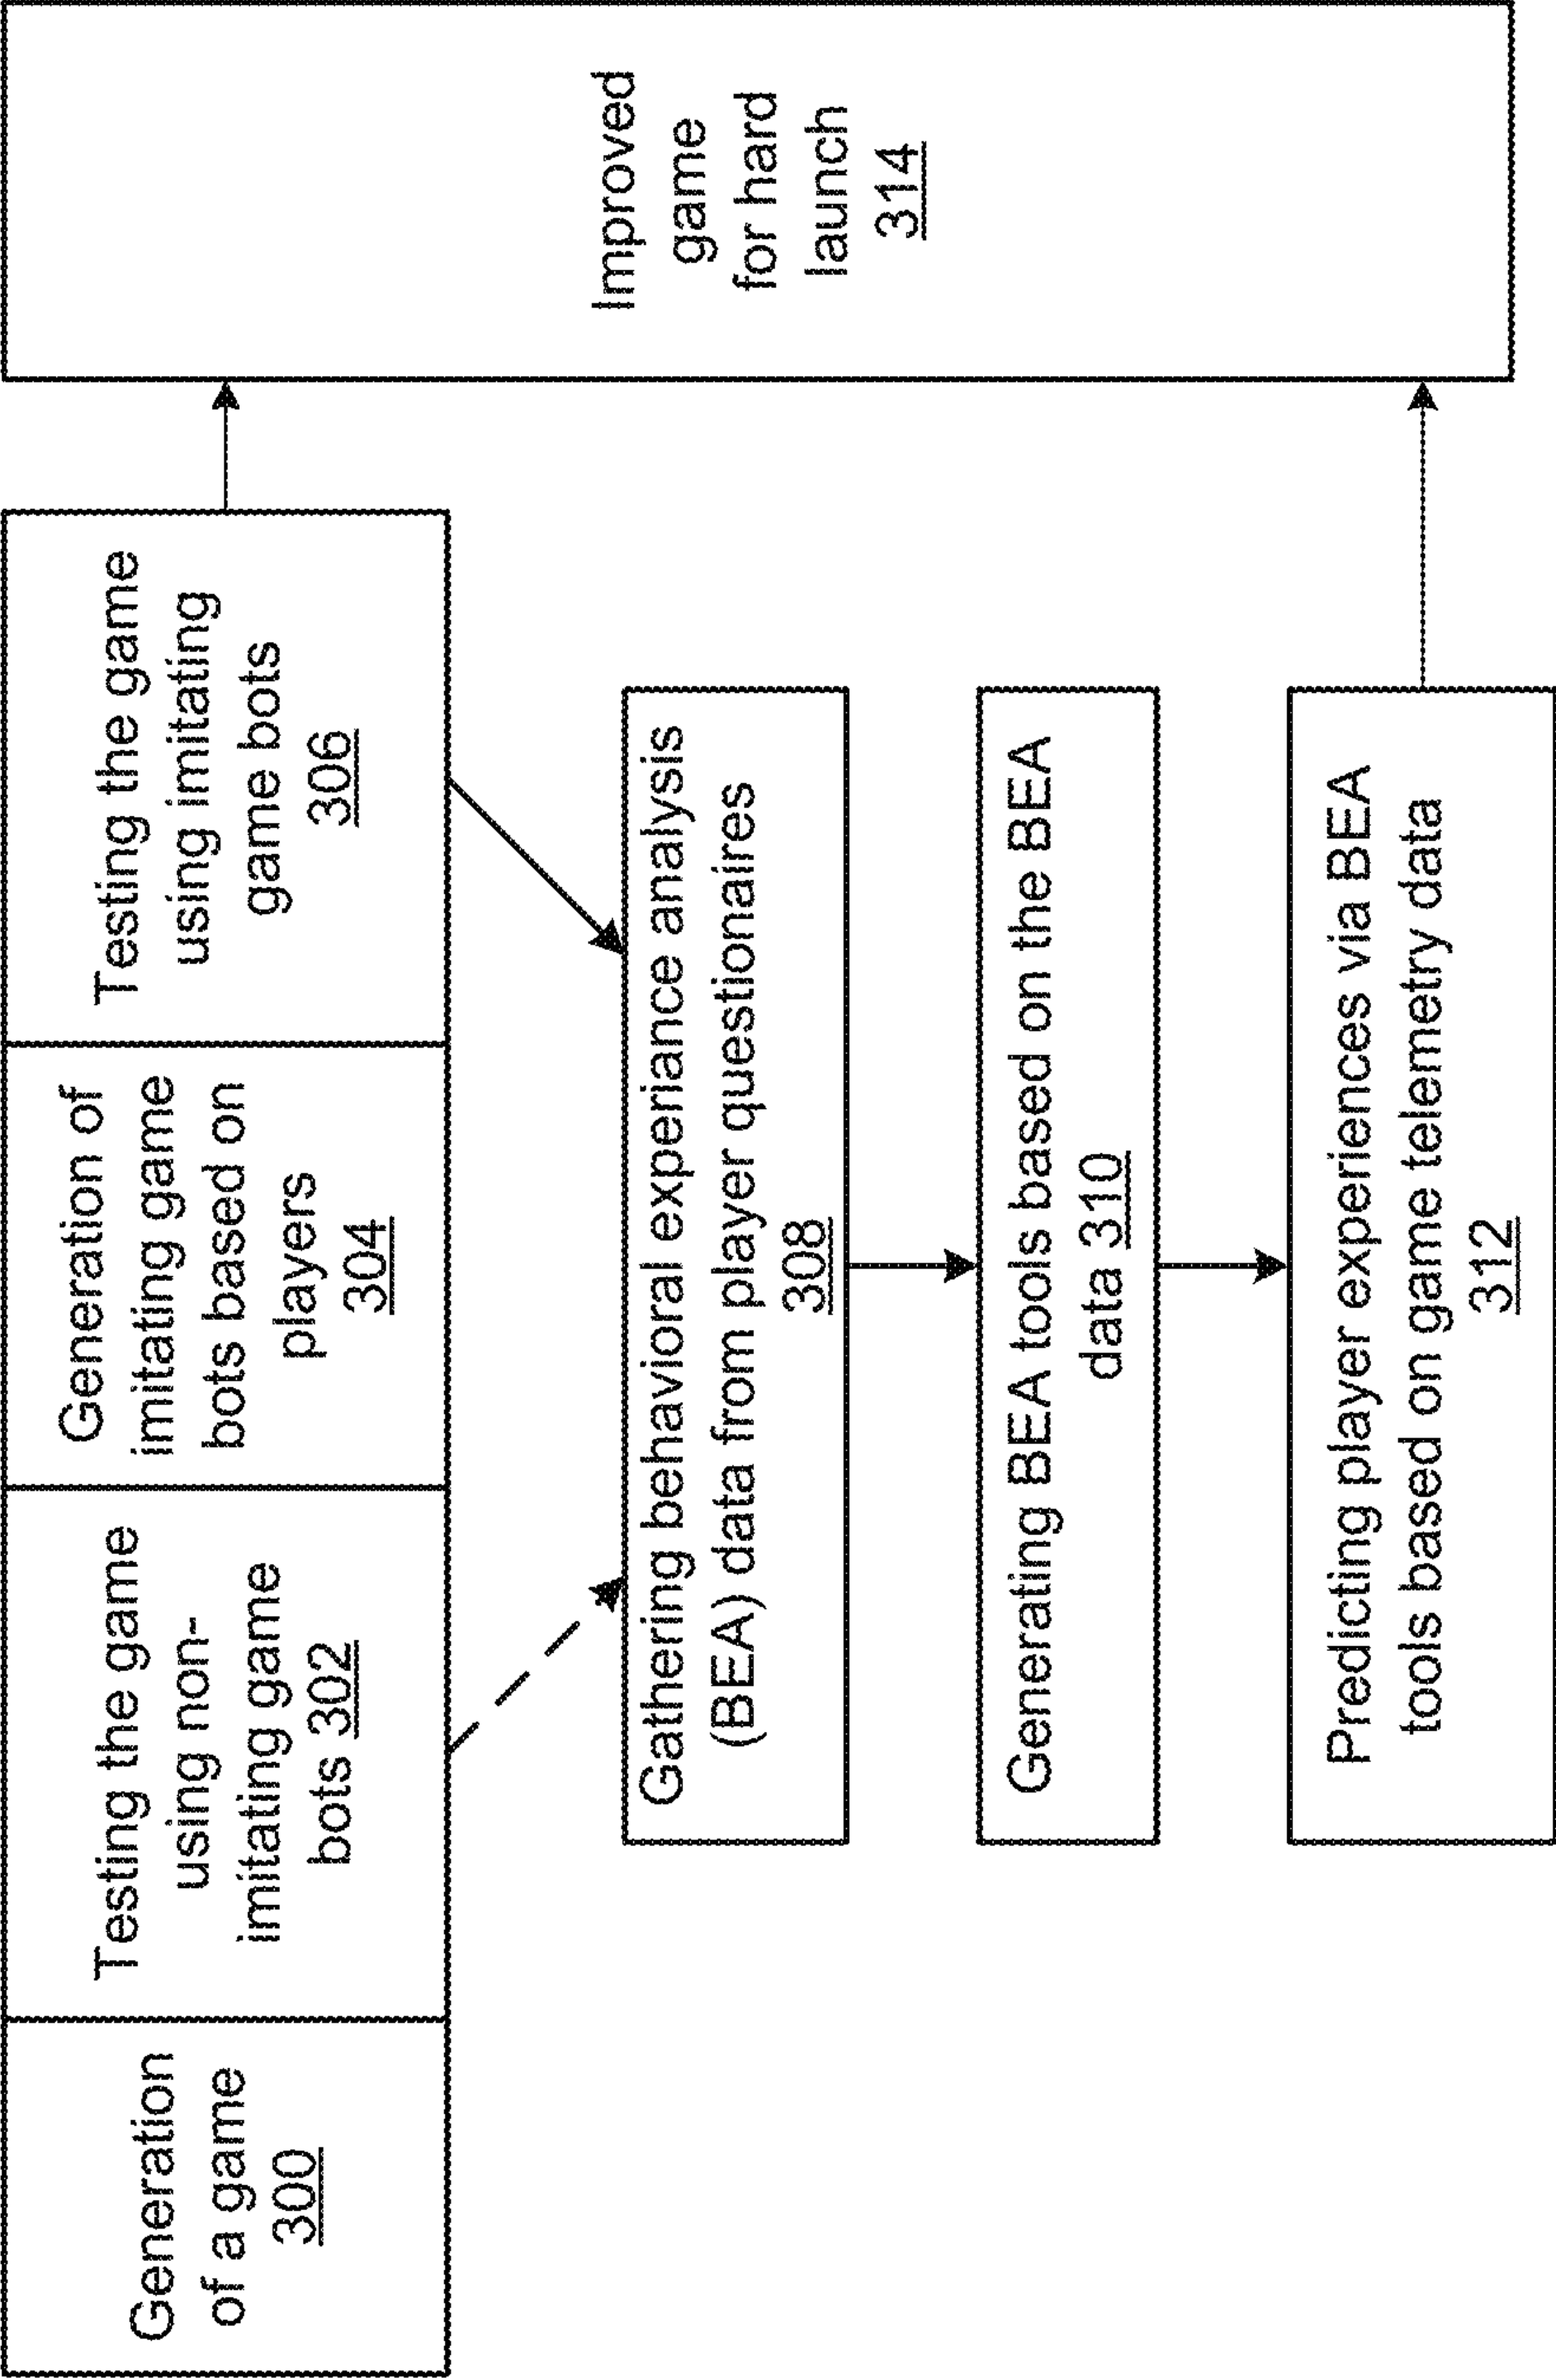 Generation
of a game
300
Testing the game
using non-
imitating game
bots 302
Generation of
imitating game
bots based on
players
304
Testing the game
using imitating
game bots
306
Gathering behavioral experiance analysis
(BEA) data from player questionaires
308
Generating BEA tools based on the BEA
data 310
Predicting player experiences via BEA
tools based on game telemetry data
312
Improved
game
for hard
launch
314